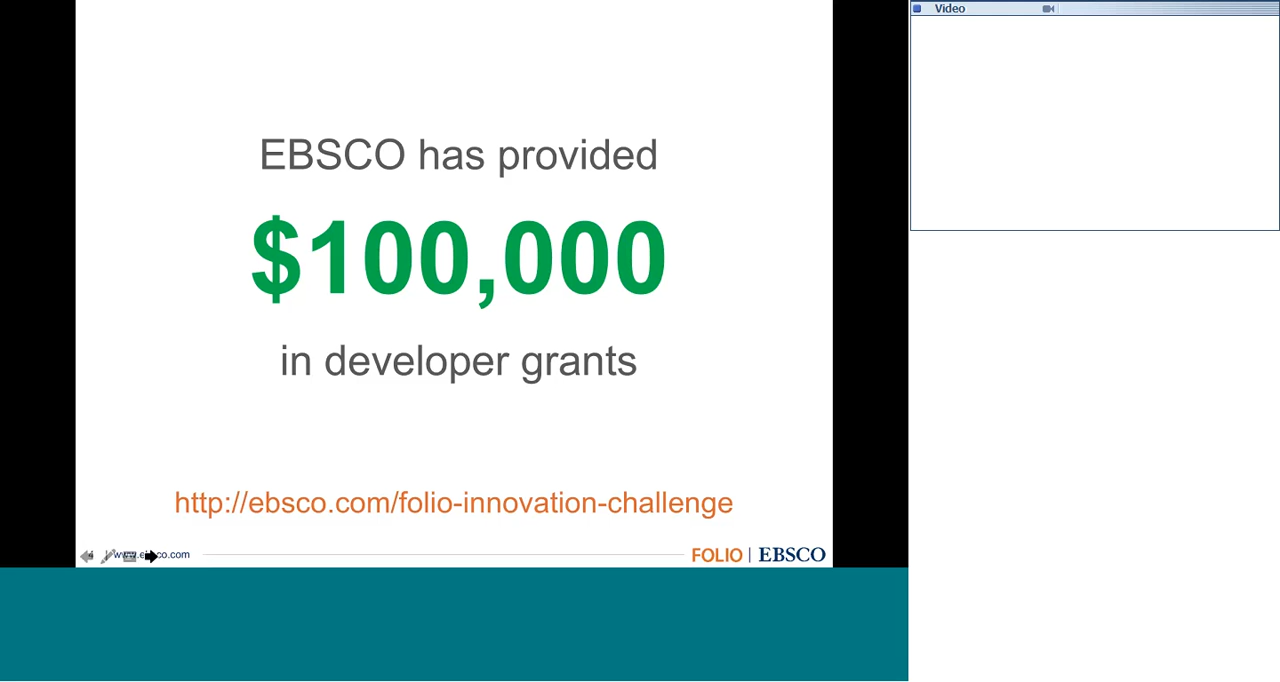 Video
EBSCO has provided
$100,000
in developer grants
http://ebsco.com/folio-innovation-challenge
FOLIO | EBSCO